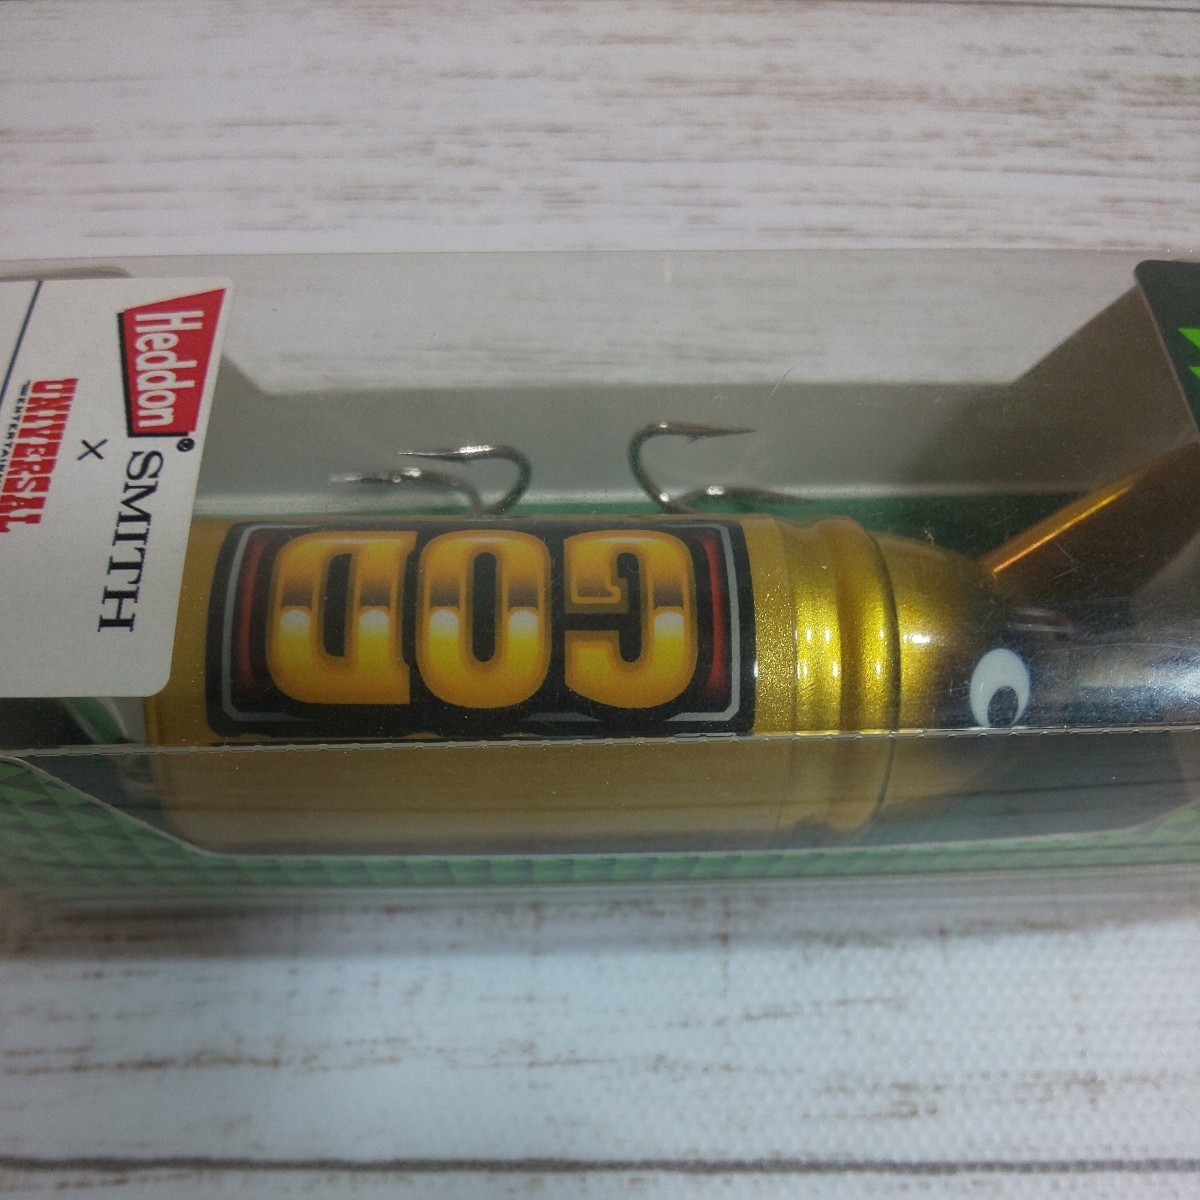 Heddon® SMITH
×
UNIVERSAL
GOD